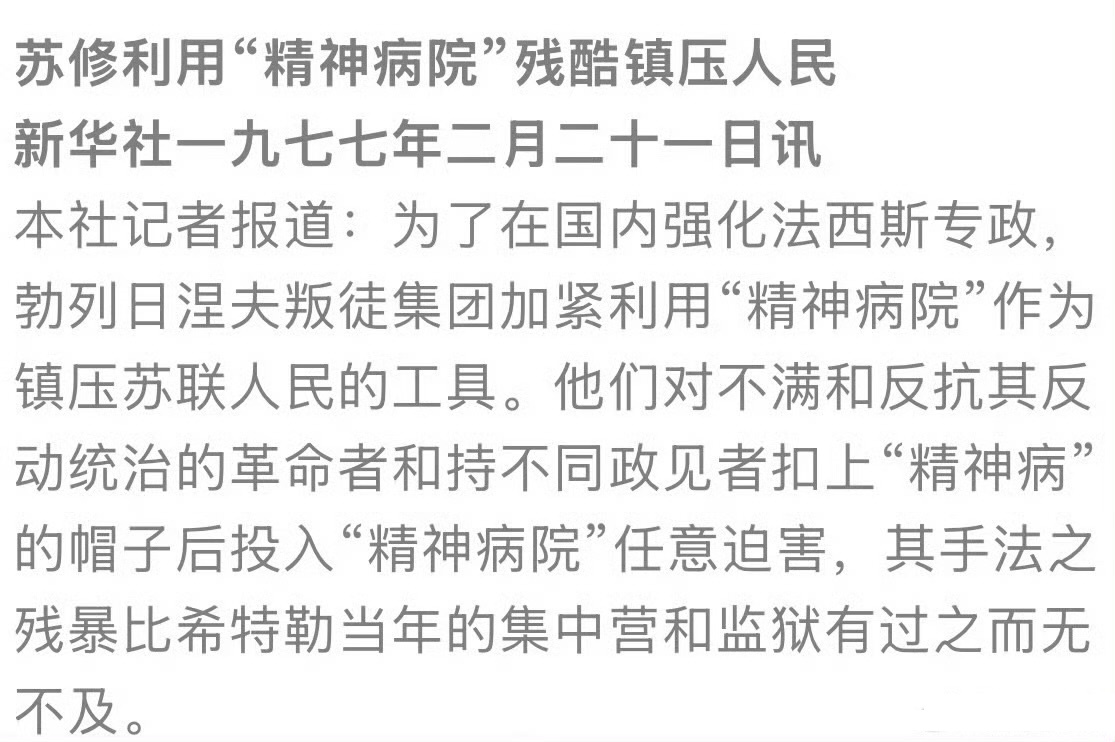 苏修利用“精神病院”残酷镇压人民
新华社一九七七年二月二十一日讯
本社记者报道：为了在国内强化法西斯专政，
勃列日涅夫叛徒集团加紧利用“精神病院”作为
镇压苏联人民的工具。他们对不满和反抗其反
动统治的革命者和持不同政见者扣上“精神病”
的帽子后投入“精神病院”任意迫害，其手法之
残暴比希特勒当年的集中营和监狱有过之而无
不及。